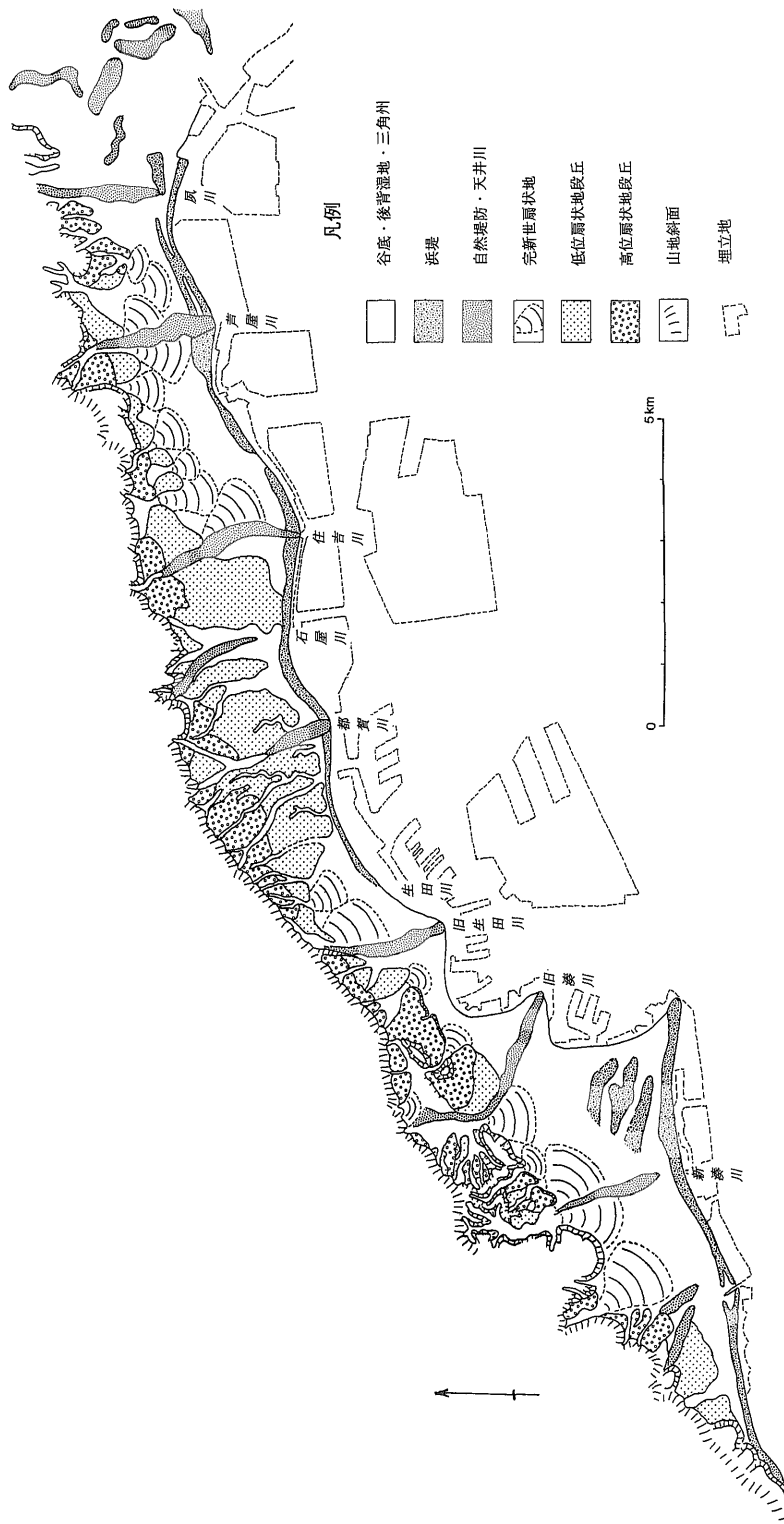 夙川
芦屋川
住吉川
石屋川
都賀川
生田川
旧生田川
旧湊川
新湊川
凡例
谷底・後背湿地・三角州
浜堤
自然堤防・天井川
完新世扇状地
低位扇状地段丘
高位扇状地段丘
山地斜面
埋立地
0
5km